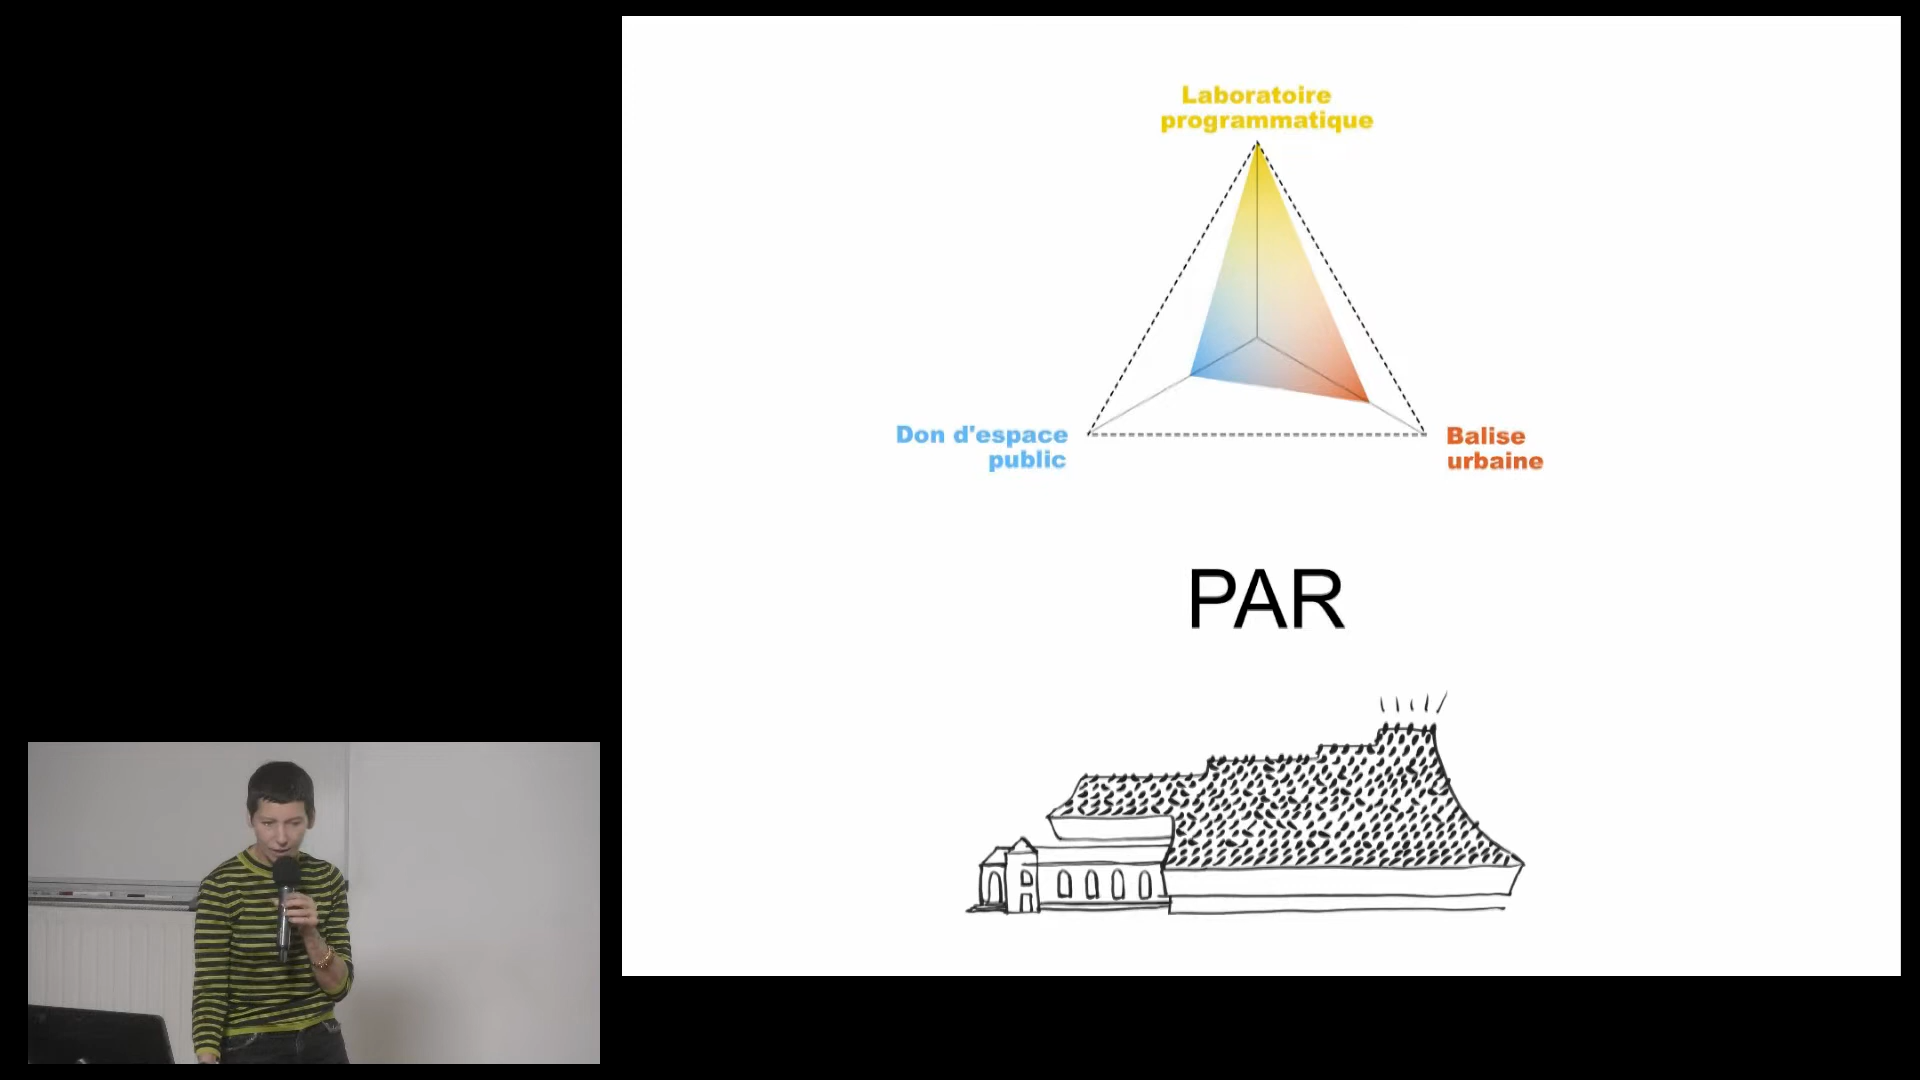 Laboratoire
programmatique
Don d'espace
public
Balise
urbaine
PAR